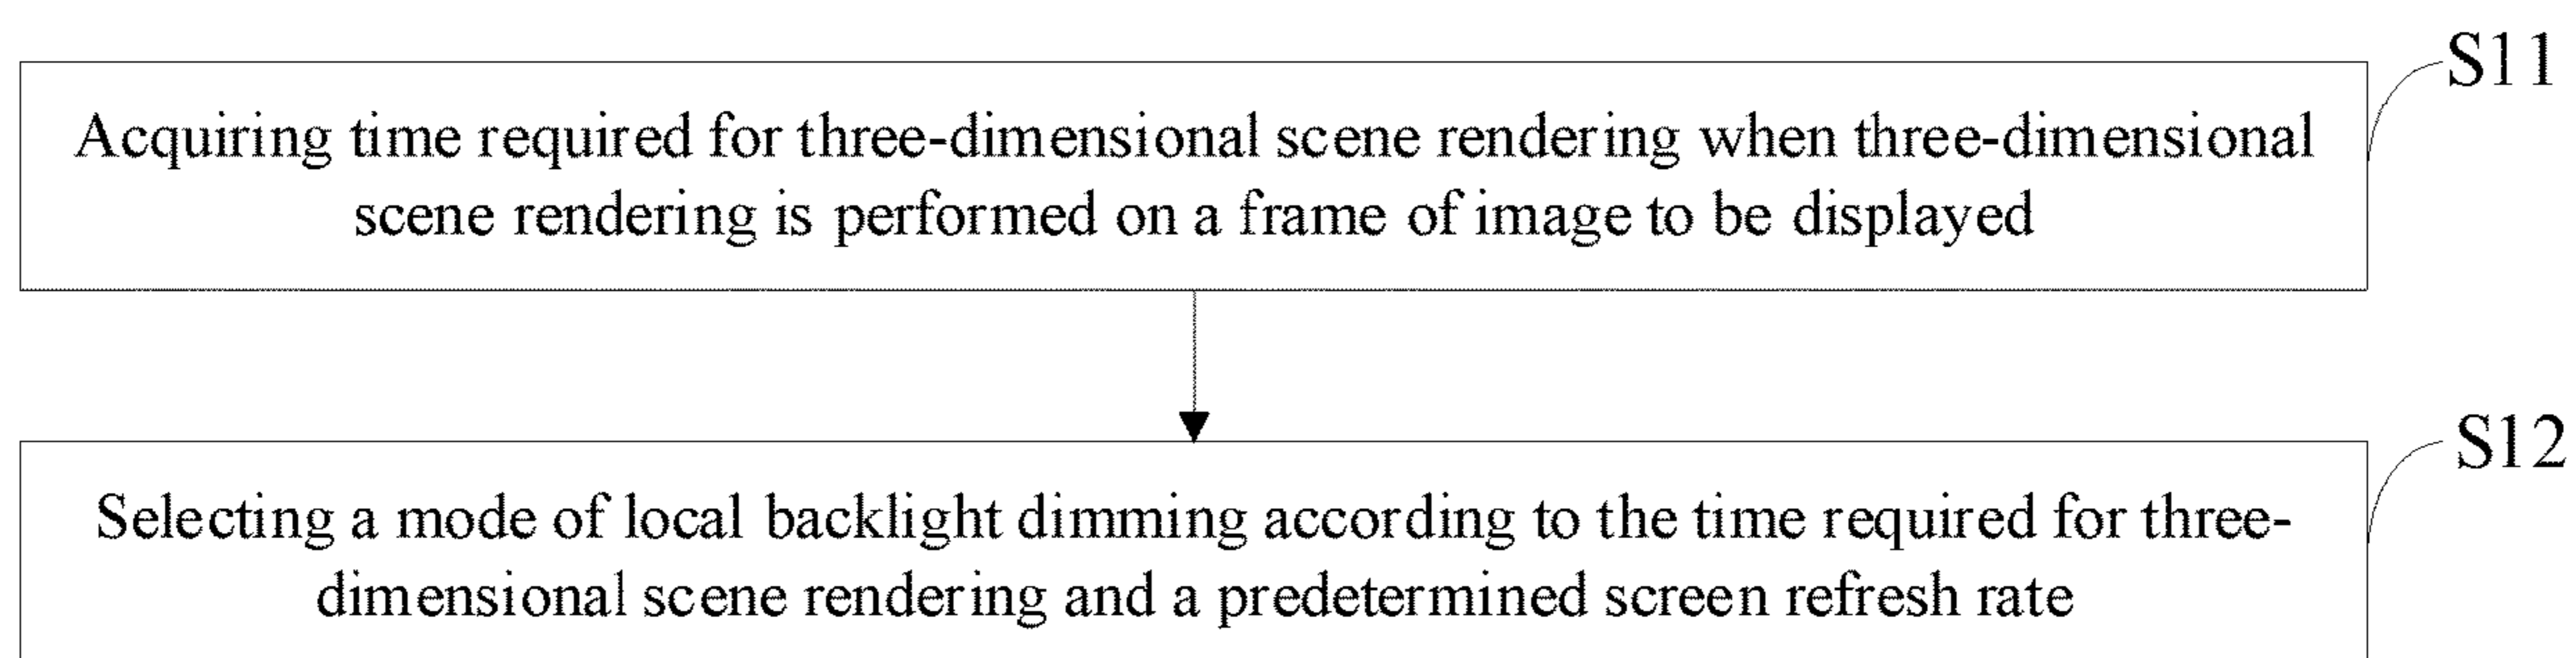 S11
Acquiring time required for three-dimensional scene rendering when three-dimensional
scene rendering is performed on a frame of image to be displayed
S12
Selecting a mode of local backlight dimming according to the time required for three-
dimensional scene rendering and a predetermined screen refresh rate